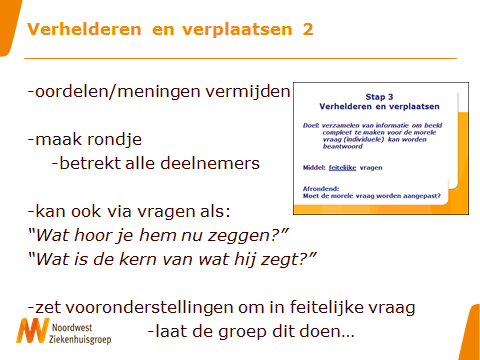 Verhelderen en verplaatsen 2
-oordelen/meningen vermijden
-maak rondje
-betrekt alle deelnemers
-kan ook via vragen als:
“Wat hoor je hem nu zeggen?”
“Wat is de kern van wat hij zegt?”
-zet vooronderstellingen om in feitelijke vraag
-laat de groep dit doen…
Stap 3
Verhelderen en verplaatsen
Doel: verzamelen van informatie om beeld
compleet te maken voor de morele
vraag (individuele) kan worden
beantwoord
Middel: feitelijke vragen
Afrondend:
Moet de morele vraag worden aangepast?
Noordwest
Ziekenhuisgroep